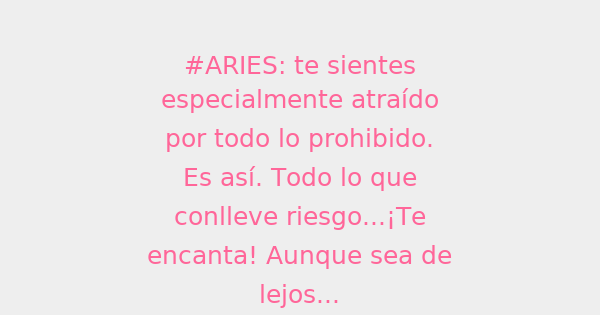 #ARIES: te sientes
especialmente atraído
por todo lo prohibido.
Es así. Todo lo que
conlleve riesgo...¡Te
encanta! Aunque sea de
lejos...